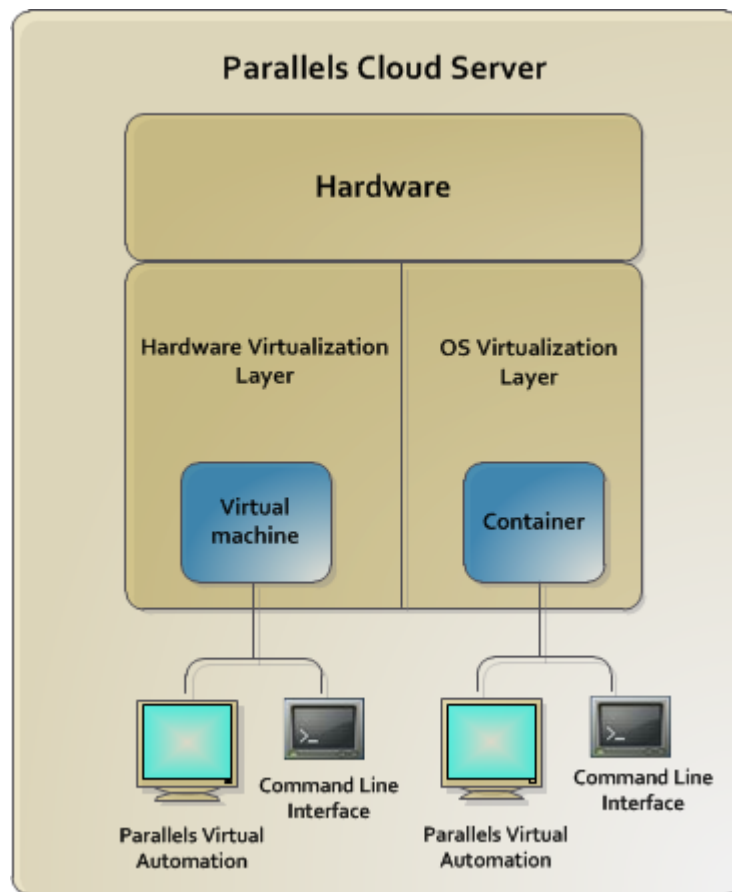 Parallels Cloud Server
Hardware
Hardware Virtualization
Layer
OS Virtualization
Layer
Virtual
machine
Container
>_
Command Line
Interface
Parallels Virtual
Automation
>_
Command Line
Interface
Parallels Virtual
Automation